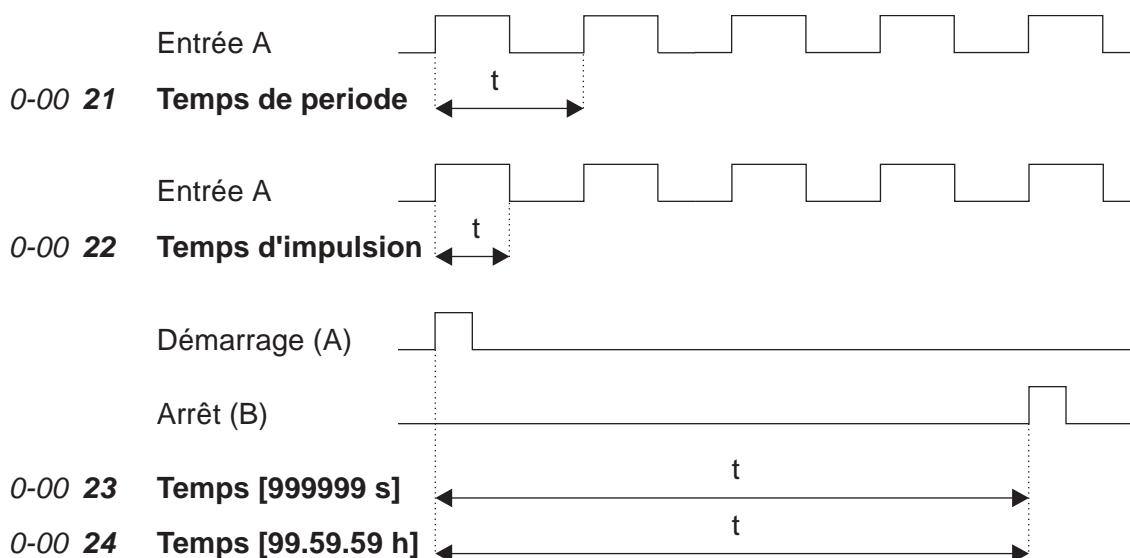 Entrée A
t
0-00 21 Temps de periode
Entrée A
t
0-00 22 Temps d'impulsion
Démarrage (A)
Arrêt (B)
t
0-00 23 Temps [999999 s]
t
0-00 24 Temps [99.59.59 h]